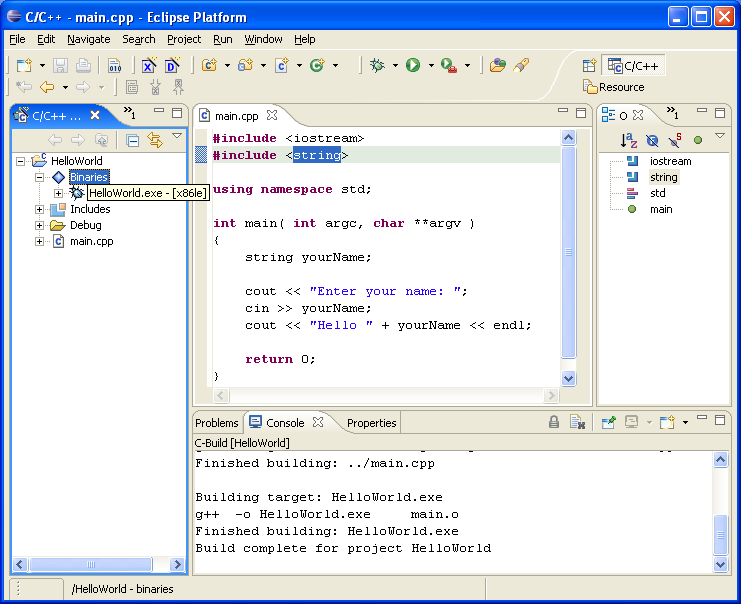 C/C++ - main.cpp - Eclipse Platform
File Edit Navigate Search Project Run Window Help
C/C++
Resource
C/C++ ...
1
HelloWorld
Binaries
HelloWorld.exe - [x86le]
Includes
Debug
main.cpp
main.cpp
#include <iostream>
#include <string>
using namespace std;
int main( int argc, char **argv )
{
string yourName;
cout << "Enter your name: ";
cin >> yourName;
cout << "Hello " + yourName << endl;
return 0;
}
O
1
iostream
string
std
main
Problems Console Properties
C-Build [HelloWorld]
Finished building: ../main.cpp
Building target: HelloWorld.exe
g++ -o HelloWorld.exe main.o
Finished building: HelloWorld.exe
Build complete for project HelloWorld
/HelloWorld - binaries